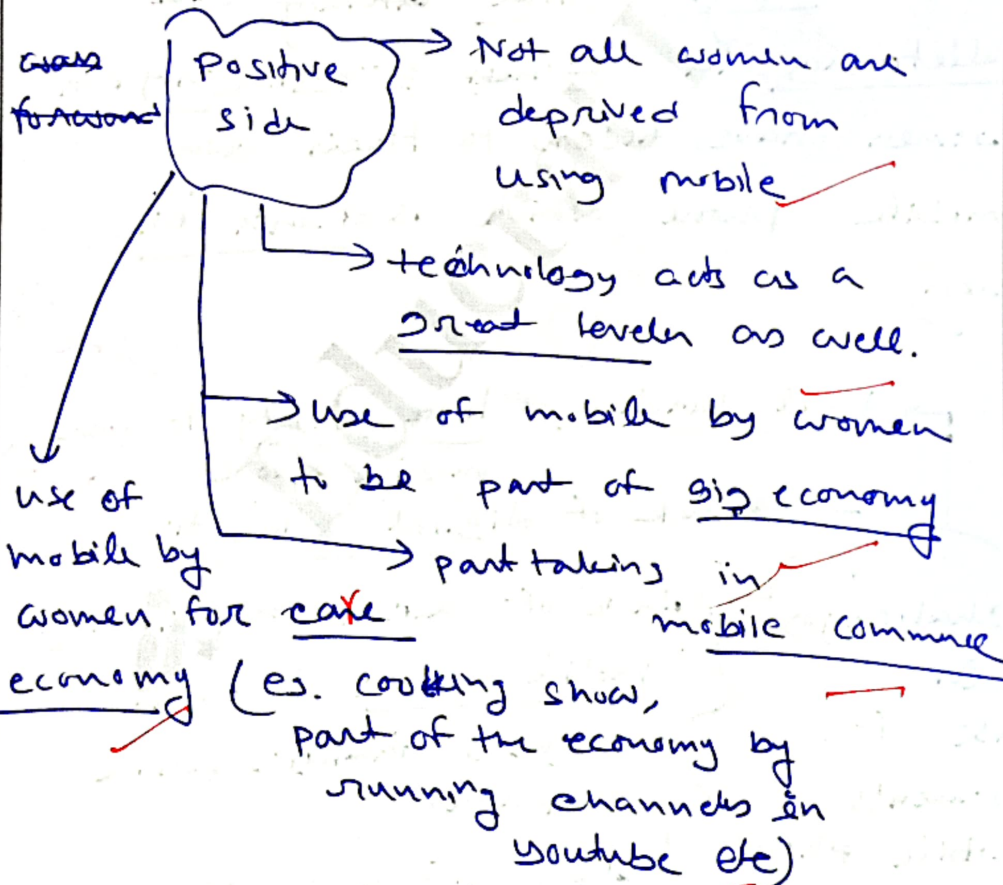 Positive
side
Not all women are
deprived from
using mobile
technology acts as a
great leveler as well.
use of mobile by women
to be part of gig economy
part taking in
mobile commerce
use of
mobile by
women for care
economy (eg. cooking show,
part of the economy by
running channels in
youtube etc)